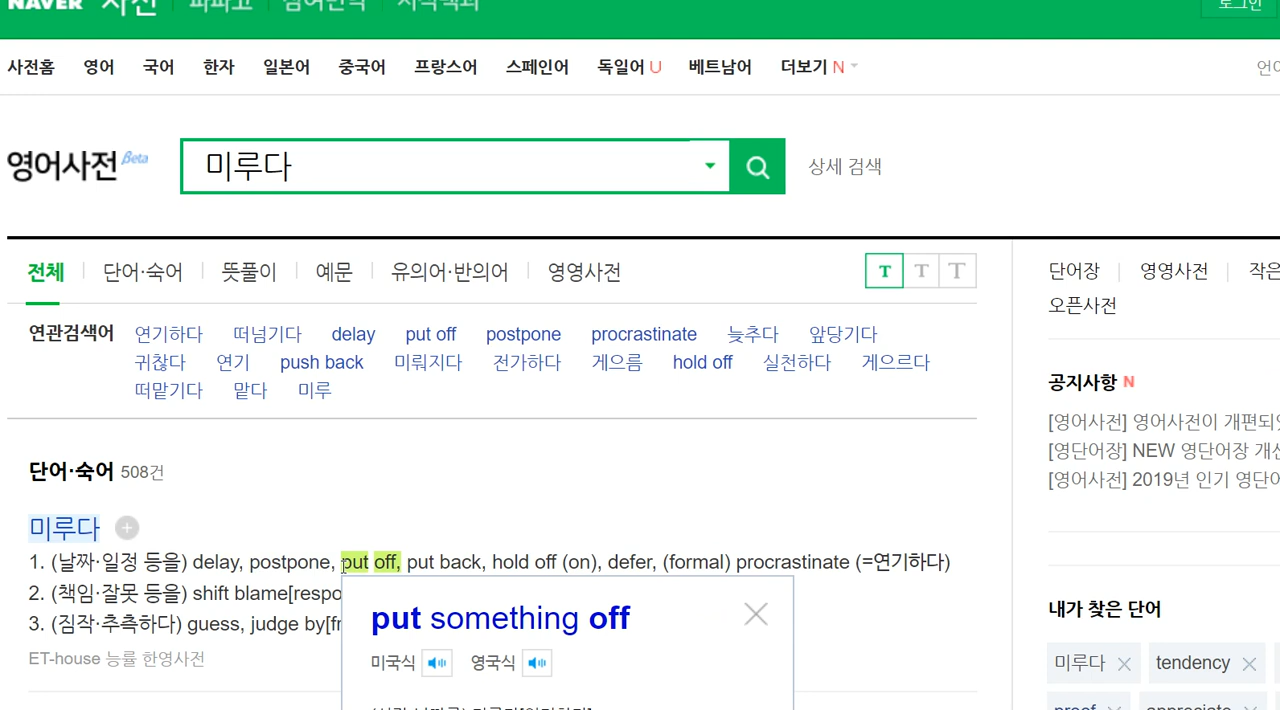 NAVER 사전 파파고
로그인
사전홈 영어 국어 한자 일본어 중국어 프랑스어 스페인어 독일어 U 베트남어 더보기 N
영어사전 Beta 미루다 상세 검색
전체 단어·숙어 뜻풀이 예문 유의어·반의어 영영사전 T T T
연관검색어 연기하다 떠넘기다 delay put off postpone procrastinate 늦추다 앞당기다
귀찮다 연기 push back 미뤄지다 전가하다 게으름 hold off 실천하다 게으르다
떠맡기다 맡다 미루
단어·숙어 508건
미루다
1. (날짜·일정 등을) delay, postpone, put off, put back, hold off (on), defer, (formal) procrastinate (=연기하다)
2. (책임·잘못 등을) shift blame[respo
3. (짐작·추측하다) guess, judge by[fr
ET-house 능률 한영사전
put something off
미국식 영국식
단어장 영영사전
오픈사전
공지사항 N
[영어사전] 영어사전이 개편되
[영단어장] NEW 영단어장 개
[영어사전] 2019년 인기 영단
내가 찾은 단어
미루다 tendency
proof appreciate